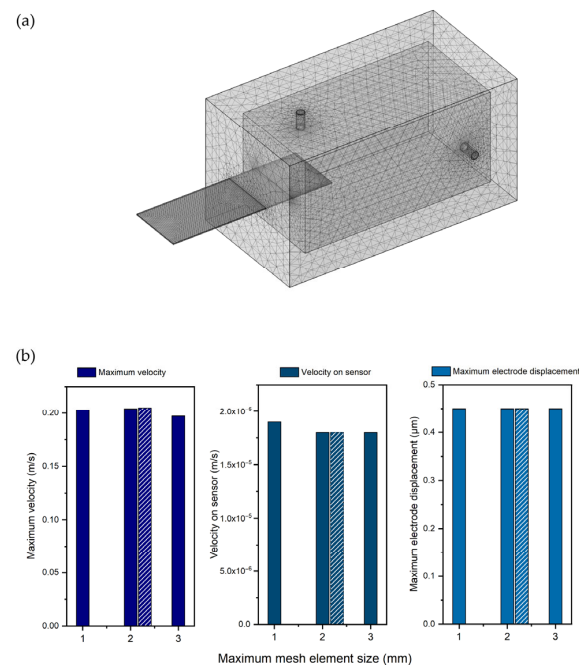 (a)
(b)
Maximum velocity
Velocity on sensor
Maximum electrode displacement
Maximum velocity (m/s)
0.20
0.15
0.10
0.05
0.00
1 2 3
Velocity on sensor (m/s)
2.0x10⁻⁵
1.5x10⁻⁵
1.0x10⁻⁵
5.0x10⁻⁶
0.0
1 2 3
Maximum electrode displacement (μm)
0.5
0.4
0.3
0.2
0.1
0.0
1 2 3
Maximum mesh element size (mm)